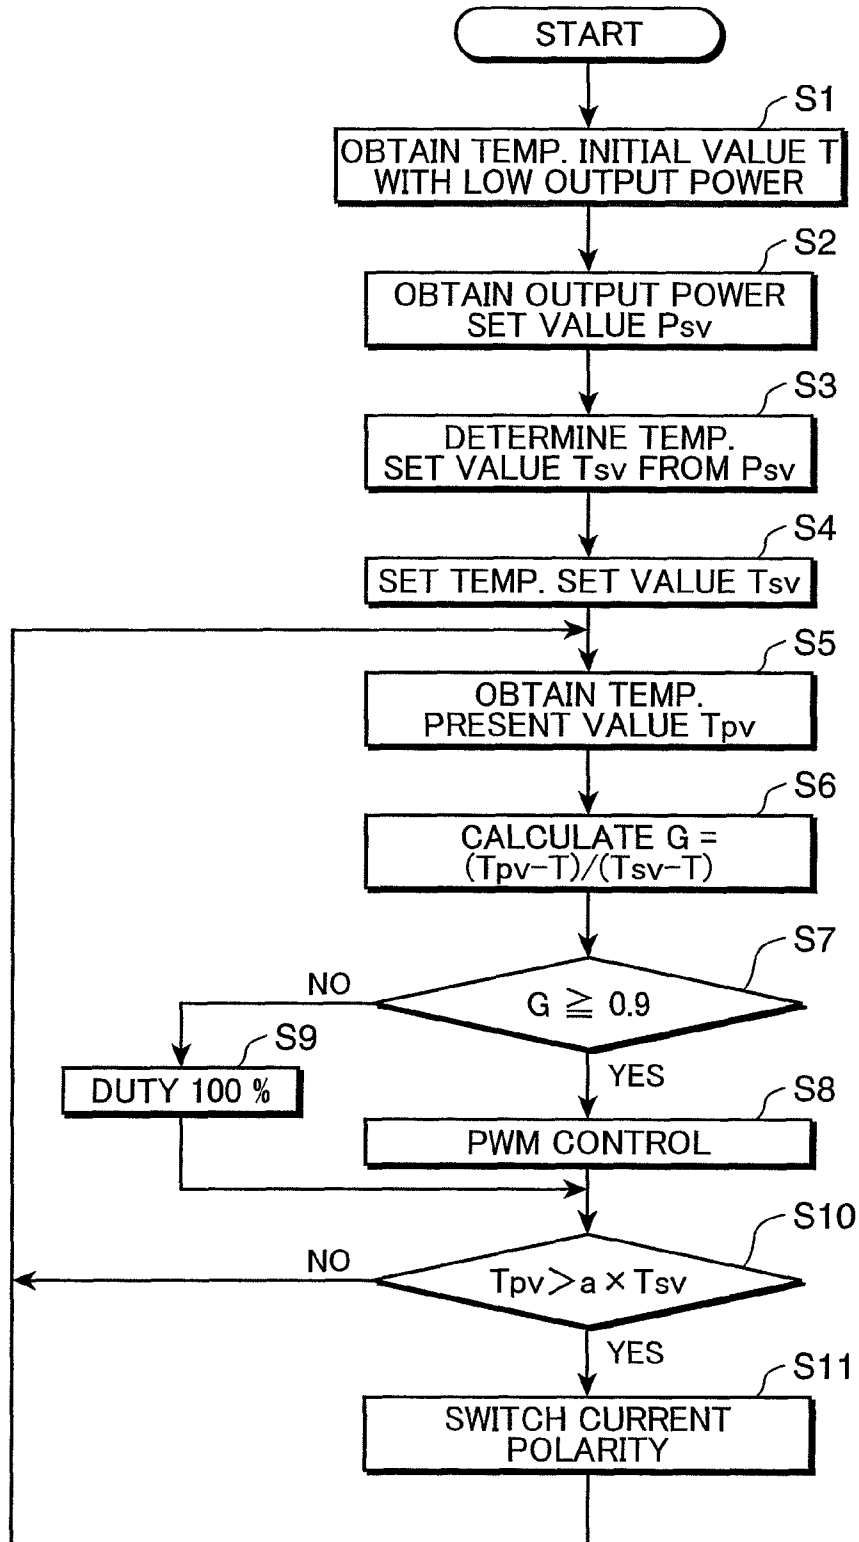 START
S1
OBTAIN TEMP. INITIAL VALUE T
WITH LOW OUTPUT POWER
S2
OBTAIN OUTPUT POWER
SET VALUE Psv
S3
DETERMINE TEMP.
SET VALUE Tsv FROM Psv
S4
SET TEMP. SET VALUE Tsv
S5
OBTAIN TEMP.
PRESENT VALUE Tpv
S6
CALCULATE G =
(Tpv-T)/(Tsv-T)
S7
NO
G ≧ 0.9
S9
YES
DUTY 100 %
S8
PWM CONTROL
S10
NO
Tpv>a × Tsv
YES
S11
SWITCH CURRENT
POLARITY